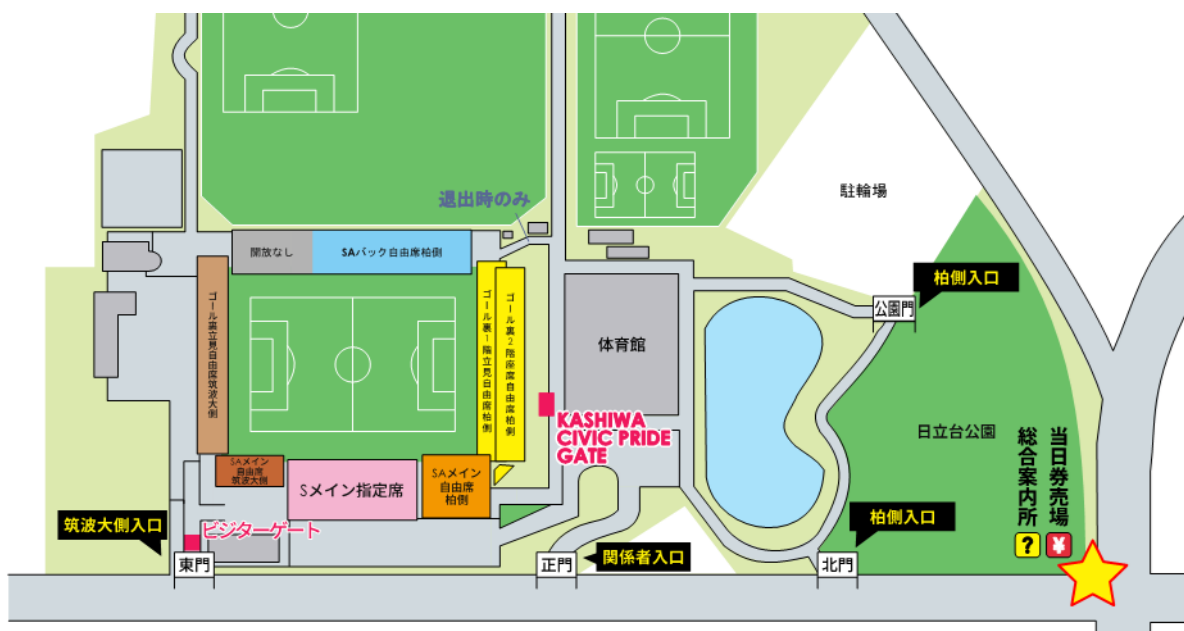 退出時のみ
駐輪場
開放なし
SAバック自由席柏側
ゴール裏立見自由席筑波大側
ゴール裏1階立見自由席柏側
ゴール裏2階座席自由席柏側
体育館
柏側入口
公園門
KASHIWA
CIVIC PRIDE
GATE
日立台公園
当日券売場
¥
総合案内所
?
SAメイン
自由席
筑波大側
Sメイン指定席
SAメイン
自由席
柏側
筑波大側入口
ビジターゲート
柏側入口
東門
正門
関係者入口
北門